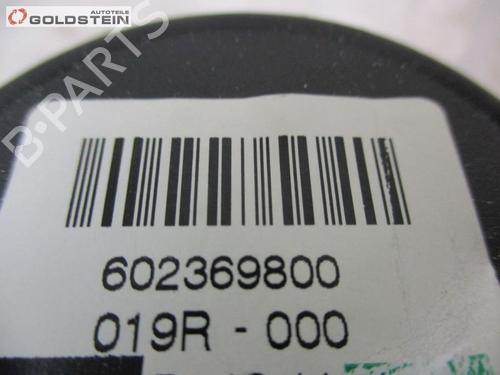 AUTOTEILE
GOLDSTEIN
B-PARTS
602369800
019R - 000